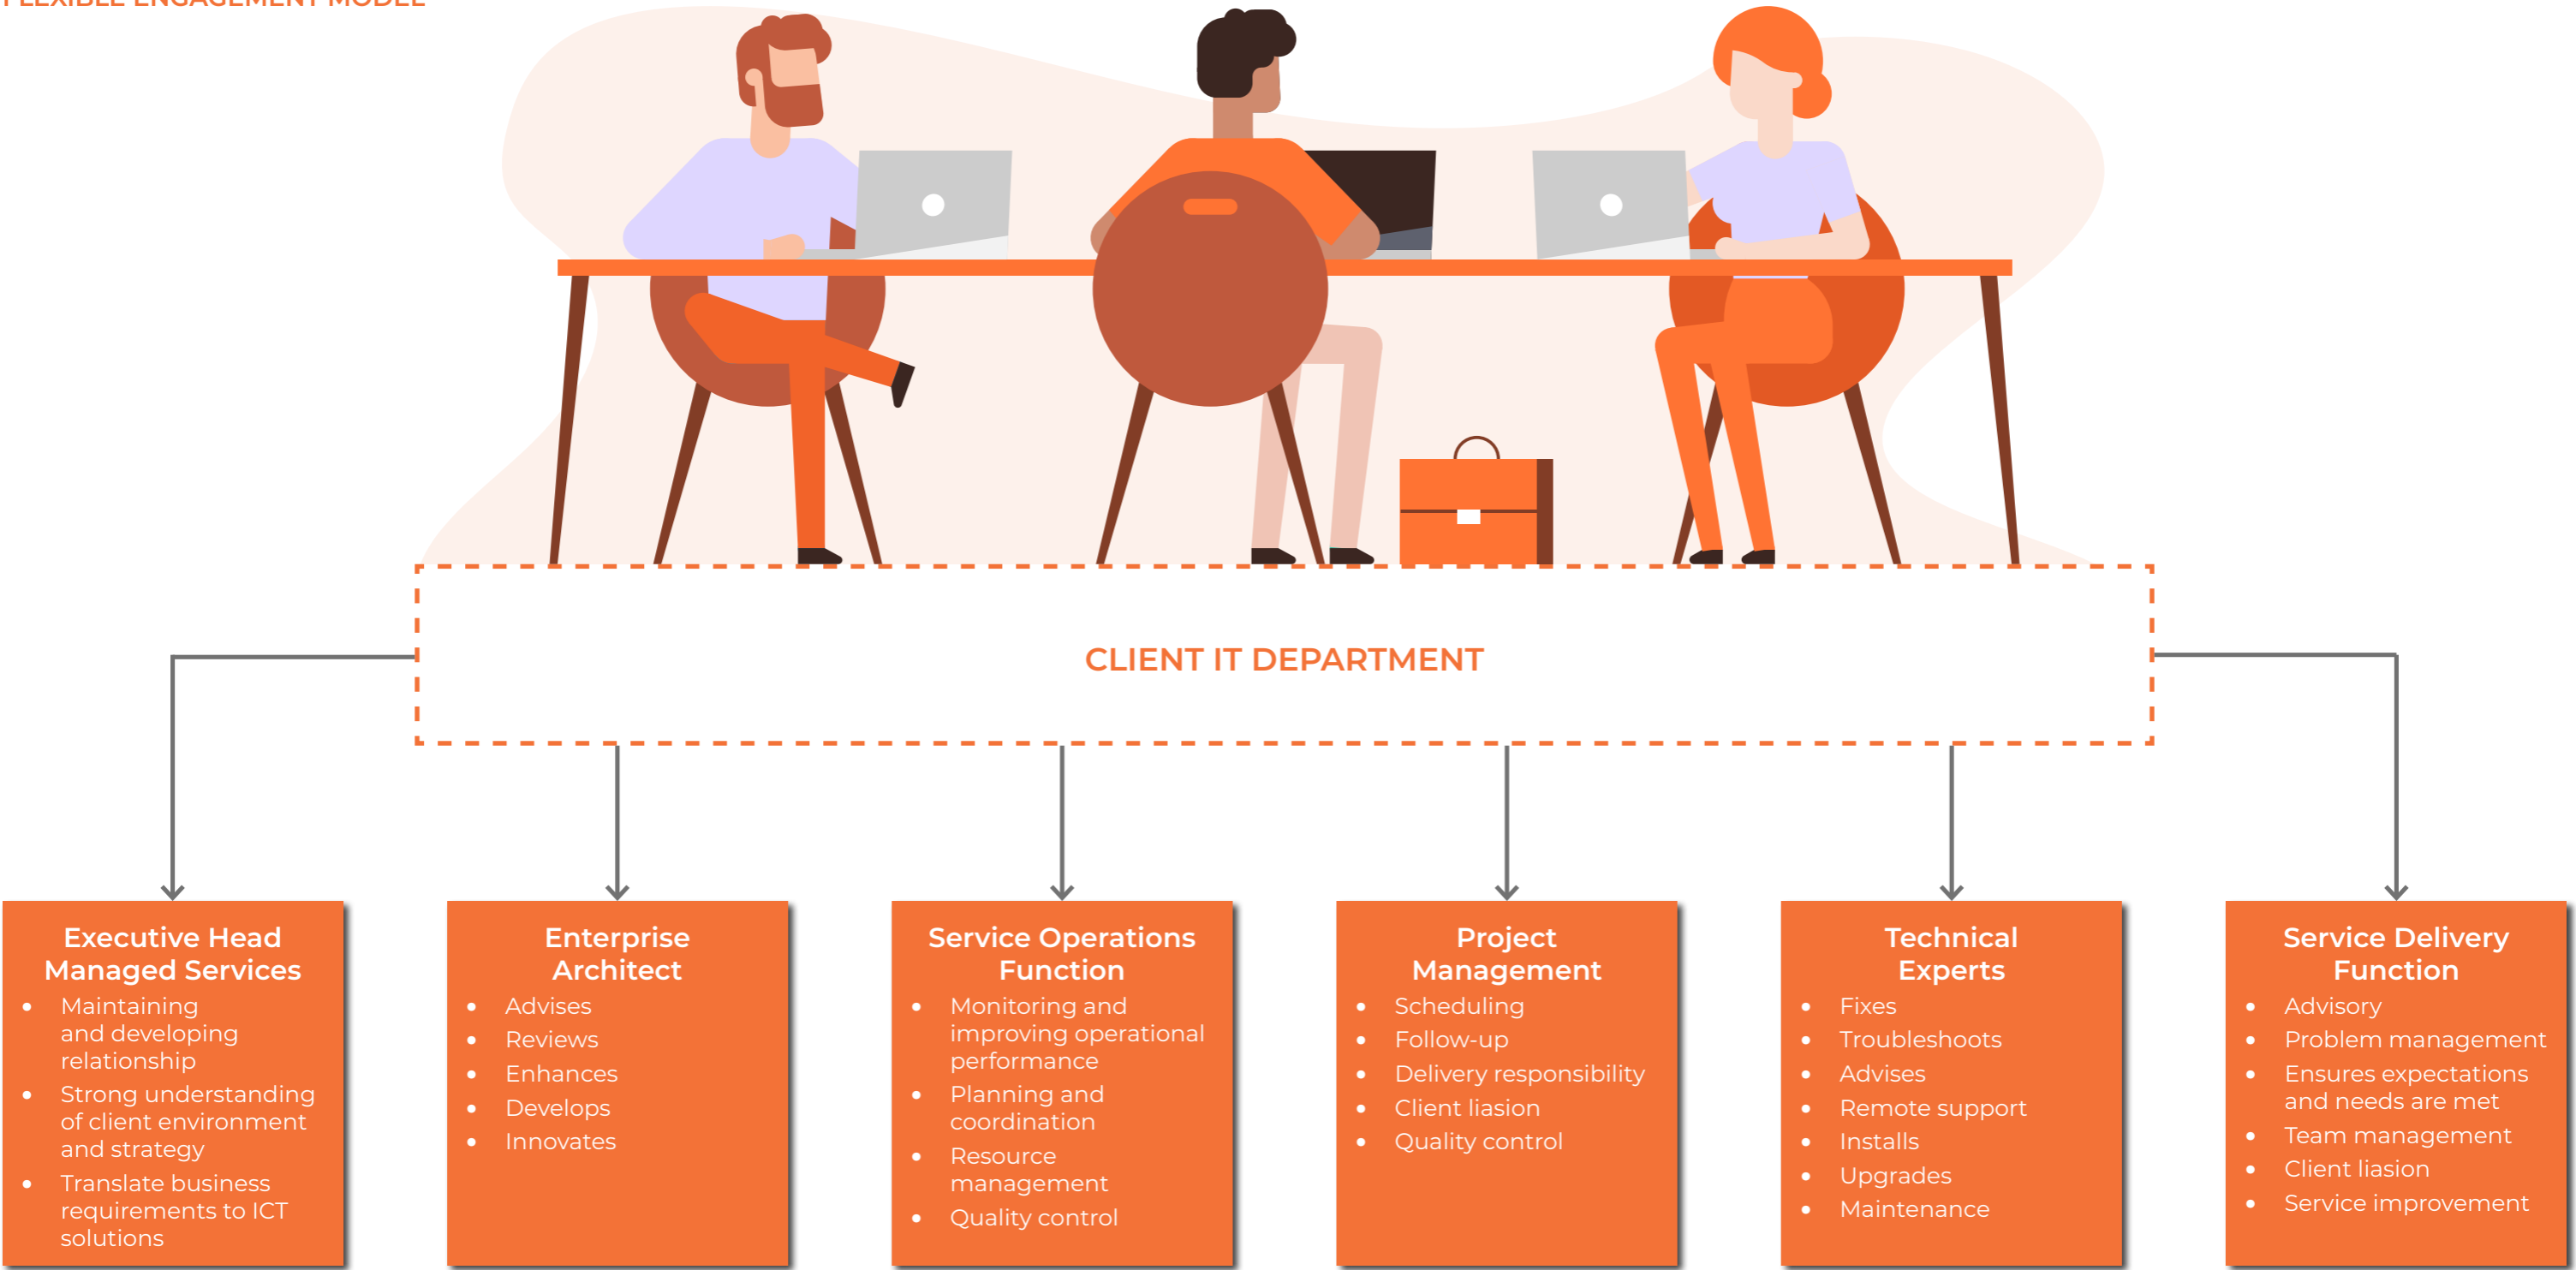 FLEXIBLE ENGAGEMENT MODEL
CLIENT IT DEPARTMENT
Executive Head
Managed Services
• Maintaining
and developing
relationship
• Strong understanding
of client environment
and strategy
• Translate business
requirements to ICT
solutions
Enterprise
Architect
• Advises
• Reviews
• Enhances
• Develops
• Innovates
Service Operations
Function
• Monitoring and
improving operational
performance
• Planning and
coordination
• Resource
management
• Quality control
Project
Management
• Scheduling
• Follow-up
• Delivery responsibility
• Client liasion
• Quality control
Technical
Experts
• Fixes
• Troubleshoots
• Advises
• Remote support
• Installs
• Upgrades
• Maintenance
Service Delivery
Function
• Advisory
• Problem management
• Ensures expectations
and needs are met
• Team management
• Client liasion
• Service improvement